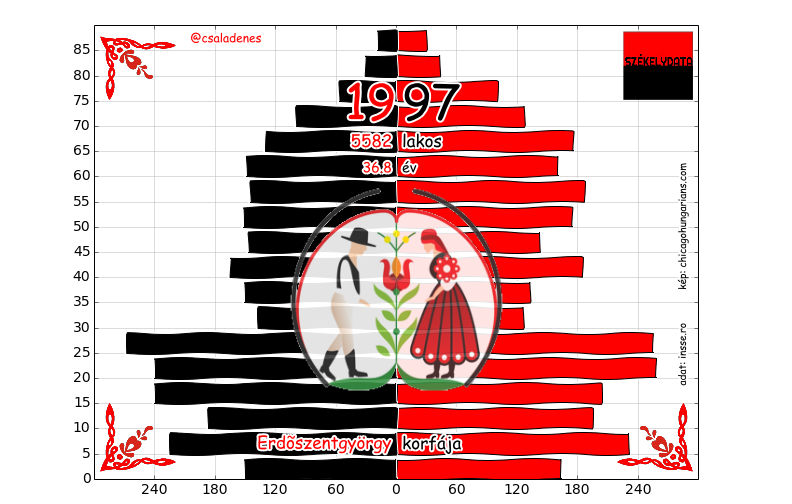 @csaladenes
SZÉKELYDATA
1997
5582 lakos
36.8 év
kép: chicagohungarians.com
adat: insse.ro
Erdőszentgyörgy korfája
85
80
75
70
65
60
55
50
45
40
35
30
25
20
15
10
5
0
240 180 120 60 0 60 120 180 240